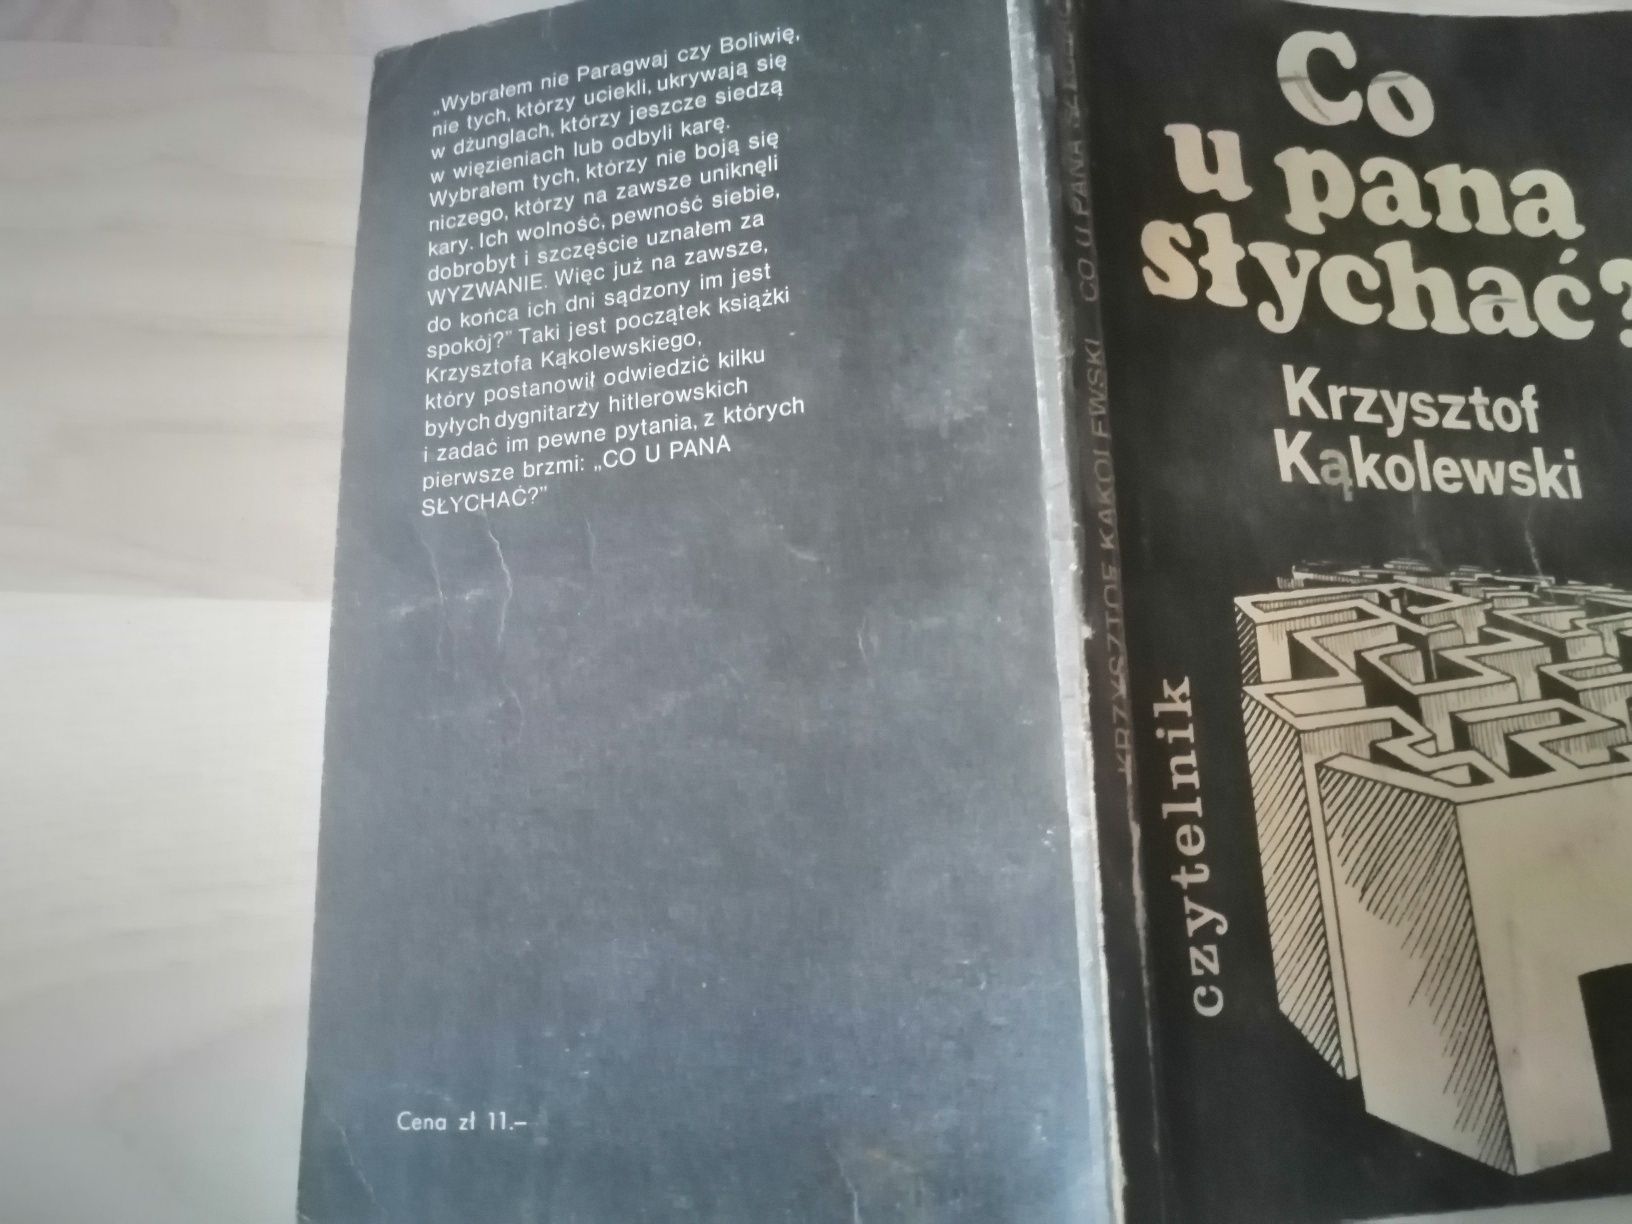 „Wybrałem nie Paragwaj czy Boliwię,
nie tych, którzy uciekli, ukrywają się
w dżunglach, którzy jeszcze siedzą
w więzieniach lub odbyli karę.
Wybrałem tych, którzy nie boją się
niczego, którzy na zawsze uniknęli
kary. Ich wolność, pewność siebie,
dobrobyt i szczęście uznałem za
WYZWANIE. Więc już na zawsze,
do końca ich dni sądzony im jest
spokój?" Taki jest początek książki
Krzysztofa Kąkolewskiego,
który postanowił odwiedzić kilku
byłych dygnitarzy hitlerowskich
i zadać im pewne pytania, z których
pierwsze brzmi: „CO U PANA
SŁYCHAĆ?"
Cena zł 11.–
KRZYSZTOF KĄKOLEWSKI CO U PANA
Co
u pana
słychać?
Krzysztof
Kąkolewski
czytelnik